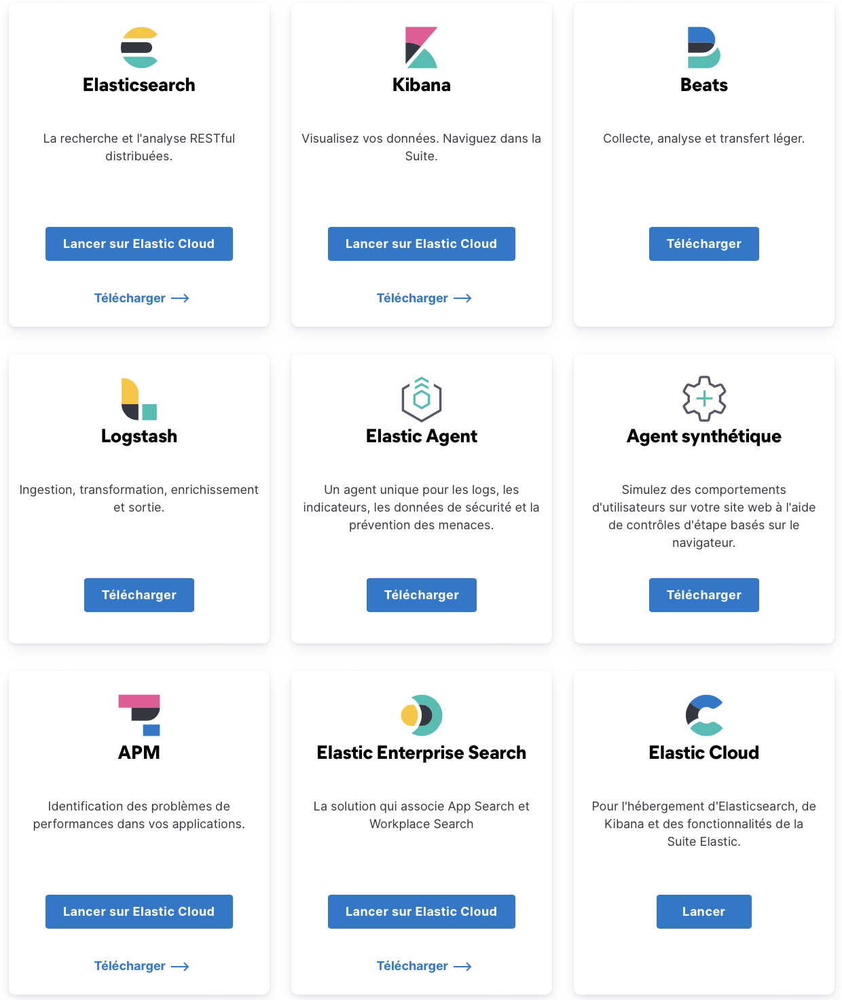 Elasticsearch
La recherche et l'analyse RESTful
distribuées.
Lancer sur Elastic Cloud
Télécharger
Kibana
Visualisez vos données. Naviguez dans la
Suite.
Lancer sur Elastic Cloud
Télécharger
Beats
Collecte, analyse et transfert léger.
Télécharger
Logstash
Ingestion, transformation, enrichissement
et sortie.
Télécharger
Elastic Agent
Un agent unique pour les logs, les
indicateurs, les données de sécurité et la
prévention des menaces.
Télécharger
Agent synthétique
Simulez des comportements
d'utilisateurs sur votre site web à l'aide
de contrôles d'étape basés sur le
navigateur.
Télécharger
APM
Identification des problèmes de
performances dans vos applications.
Lancer sur Elastic Cloud
Télécharger
Elastic Enterprise Search
La solution qui associe App Search et
Workplace Search
Lancer sur Elastic Cloud
Télécharger
Elastic Cloud
Pour l'hébergement d'Elasticsearch, de
Kibana et des fonctionnalités de la
Suite Elastic.
Lancer